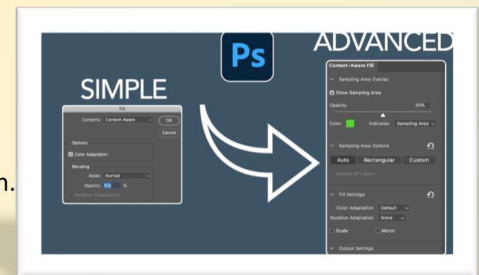 ADVANCED
Ps
SIMPLE
Fill
Contents: Content-Aware
OK
Cancel
Options
Color Adaptation
Blending
Mode: Normal
Opacity: 100 %
Preserve Transparency
Content-Aware Fill
Sampling Area Overlay
Show Sampling Area
Opacity 50%
Color Indicates Sampling Area
Sampling Area Options
Auto Rectangular Custom
Sample All Layers
Fill Settings
Color Adaptation Default
Rotation Adaptation None
Scale Mirror
Output Settings